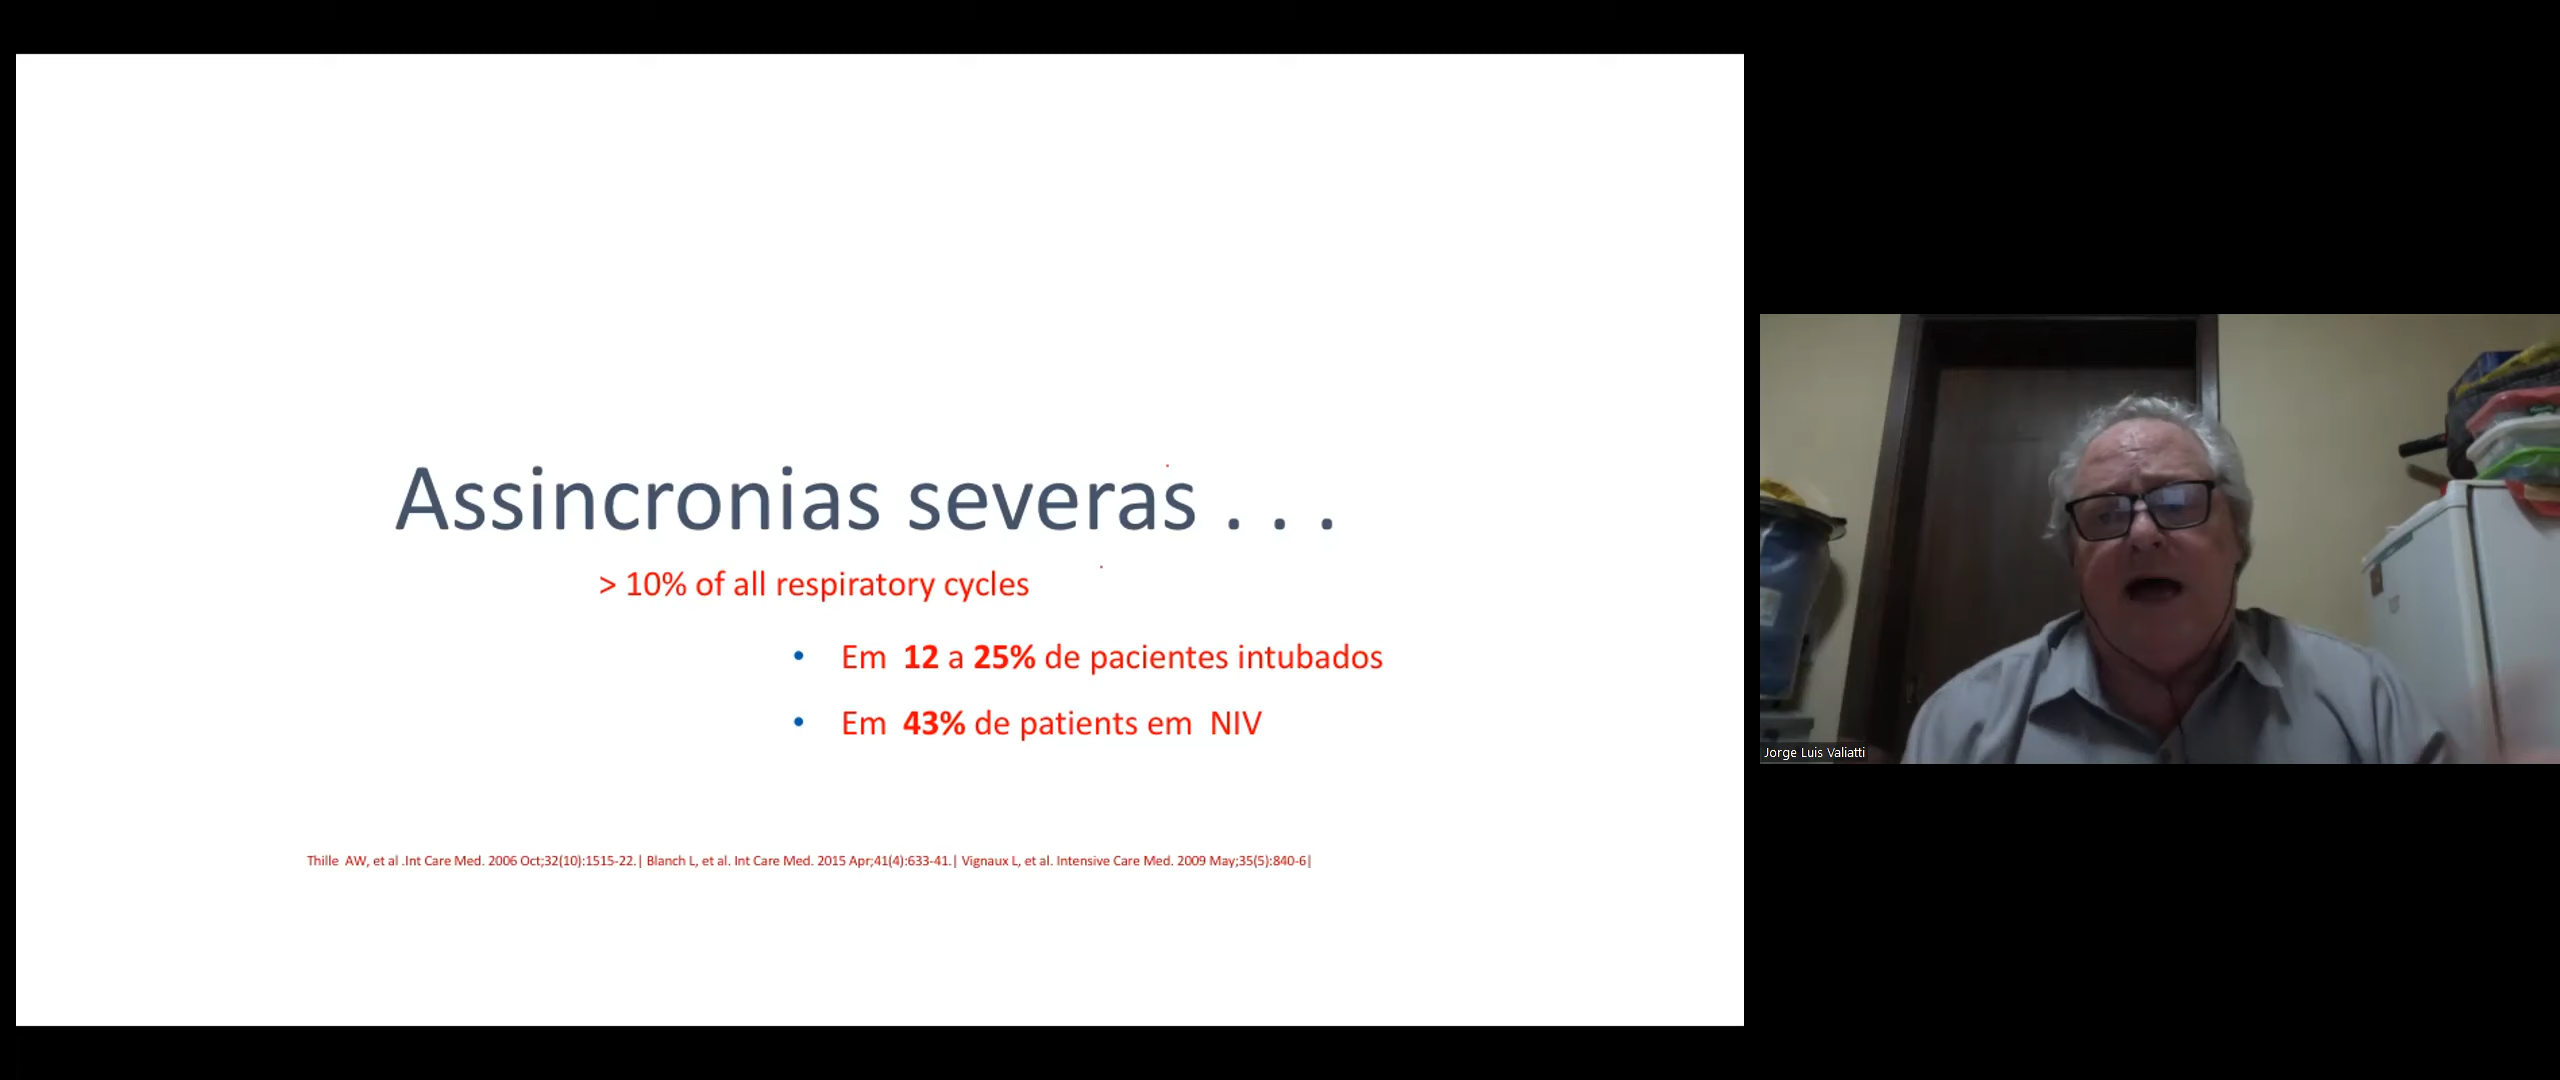 Assincronias severas . . .
> 10% of all respiratory cycles
• Em 12 a 25% de pacientes intubados
• Em 43% de patients em NIV
Thille AW, et al .Int Care Med. 2006 Oct;32(10):1515-22.| Blanch L, et al. Int Care Med. 2015 Apr;41(4):633-41.| Vignaux L, et al. Intensive Care Med. 2009 May;35(5):840-6|
Jorge Luis Valiatti